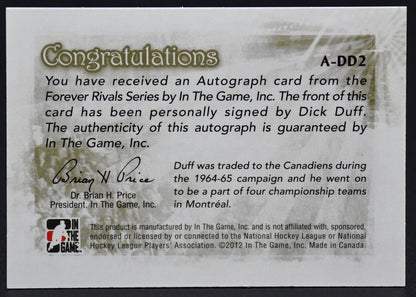 Congratulations
A-DD2
You have received an Autograph card from the
Forever Rivals Series by In The Game, Inc. The front of this
card has been personally signed by Dick Duff.
The authenticity of this autograph is guaranteed by
In The Game, Inc.
Brian H Price
Dr. Brian H. Price
President, In The Game, Inc.
Duff was traded to the Canadiens during
the 1964-65 campaign and he went on
to be a part of four championship teams
in Montréal.
IN
THE
GAME
This product is manufactured by In The Game, Inc. and is not affiliated with, sponsored,
endorsed or licensed by or connected to the National Hockey League or National
Hockey League Players' Association. ©2012 In The Game, Inc. Made in Canada.